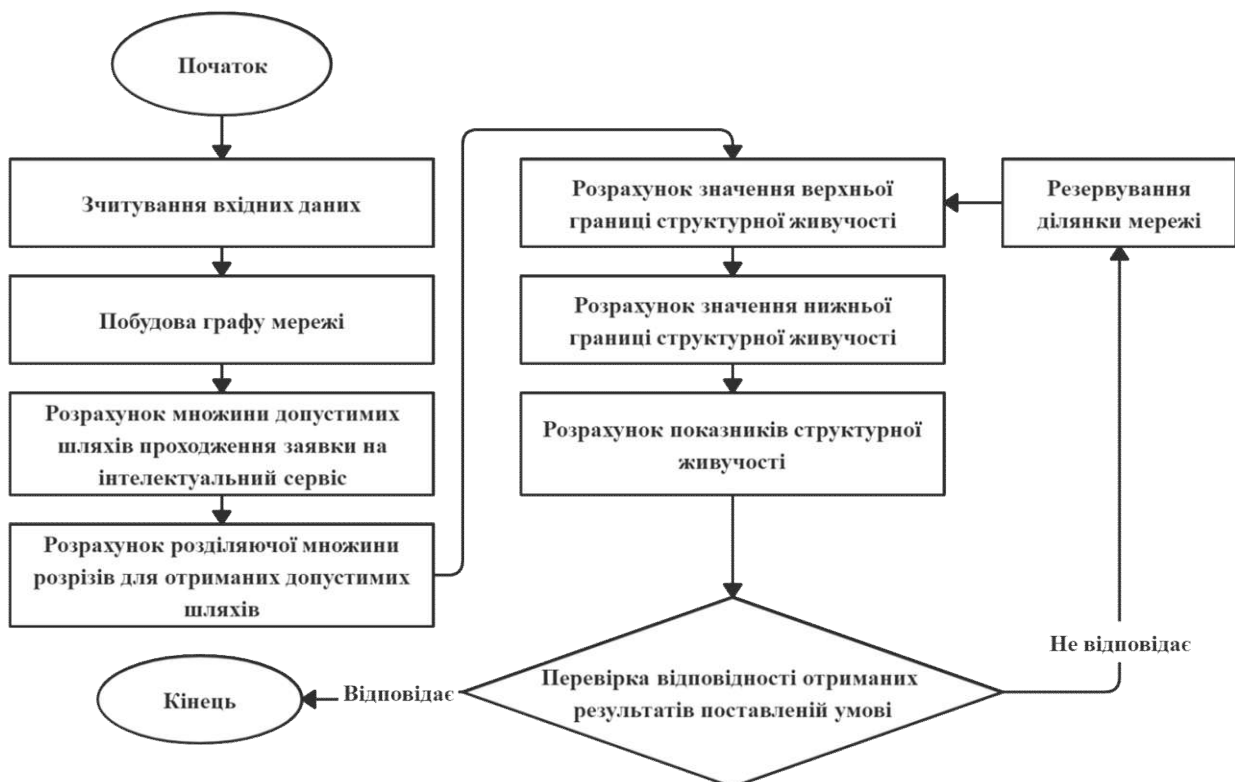 Початок
Зчитування вхідних даних
Побудова графу мережі
Розрахунок множини допустимих
шляхів проходження заявки на
інтелектуальний сервіс
Розрахунок розділяючої множини
розрізів для отриманих допустимих
шляхів
Розрахунок значення верхньої
границі структурної живучості
Резервування
ділянки мережі
Розрахунок значення нижньої
границі структурної живучості
Розрахунок показників структурної
живучості
Перевірка відповідності отриманих
результатів поставленій умові
Не відповідає
Відповідає
Кінець